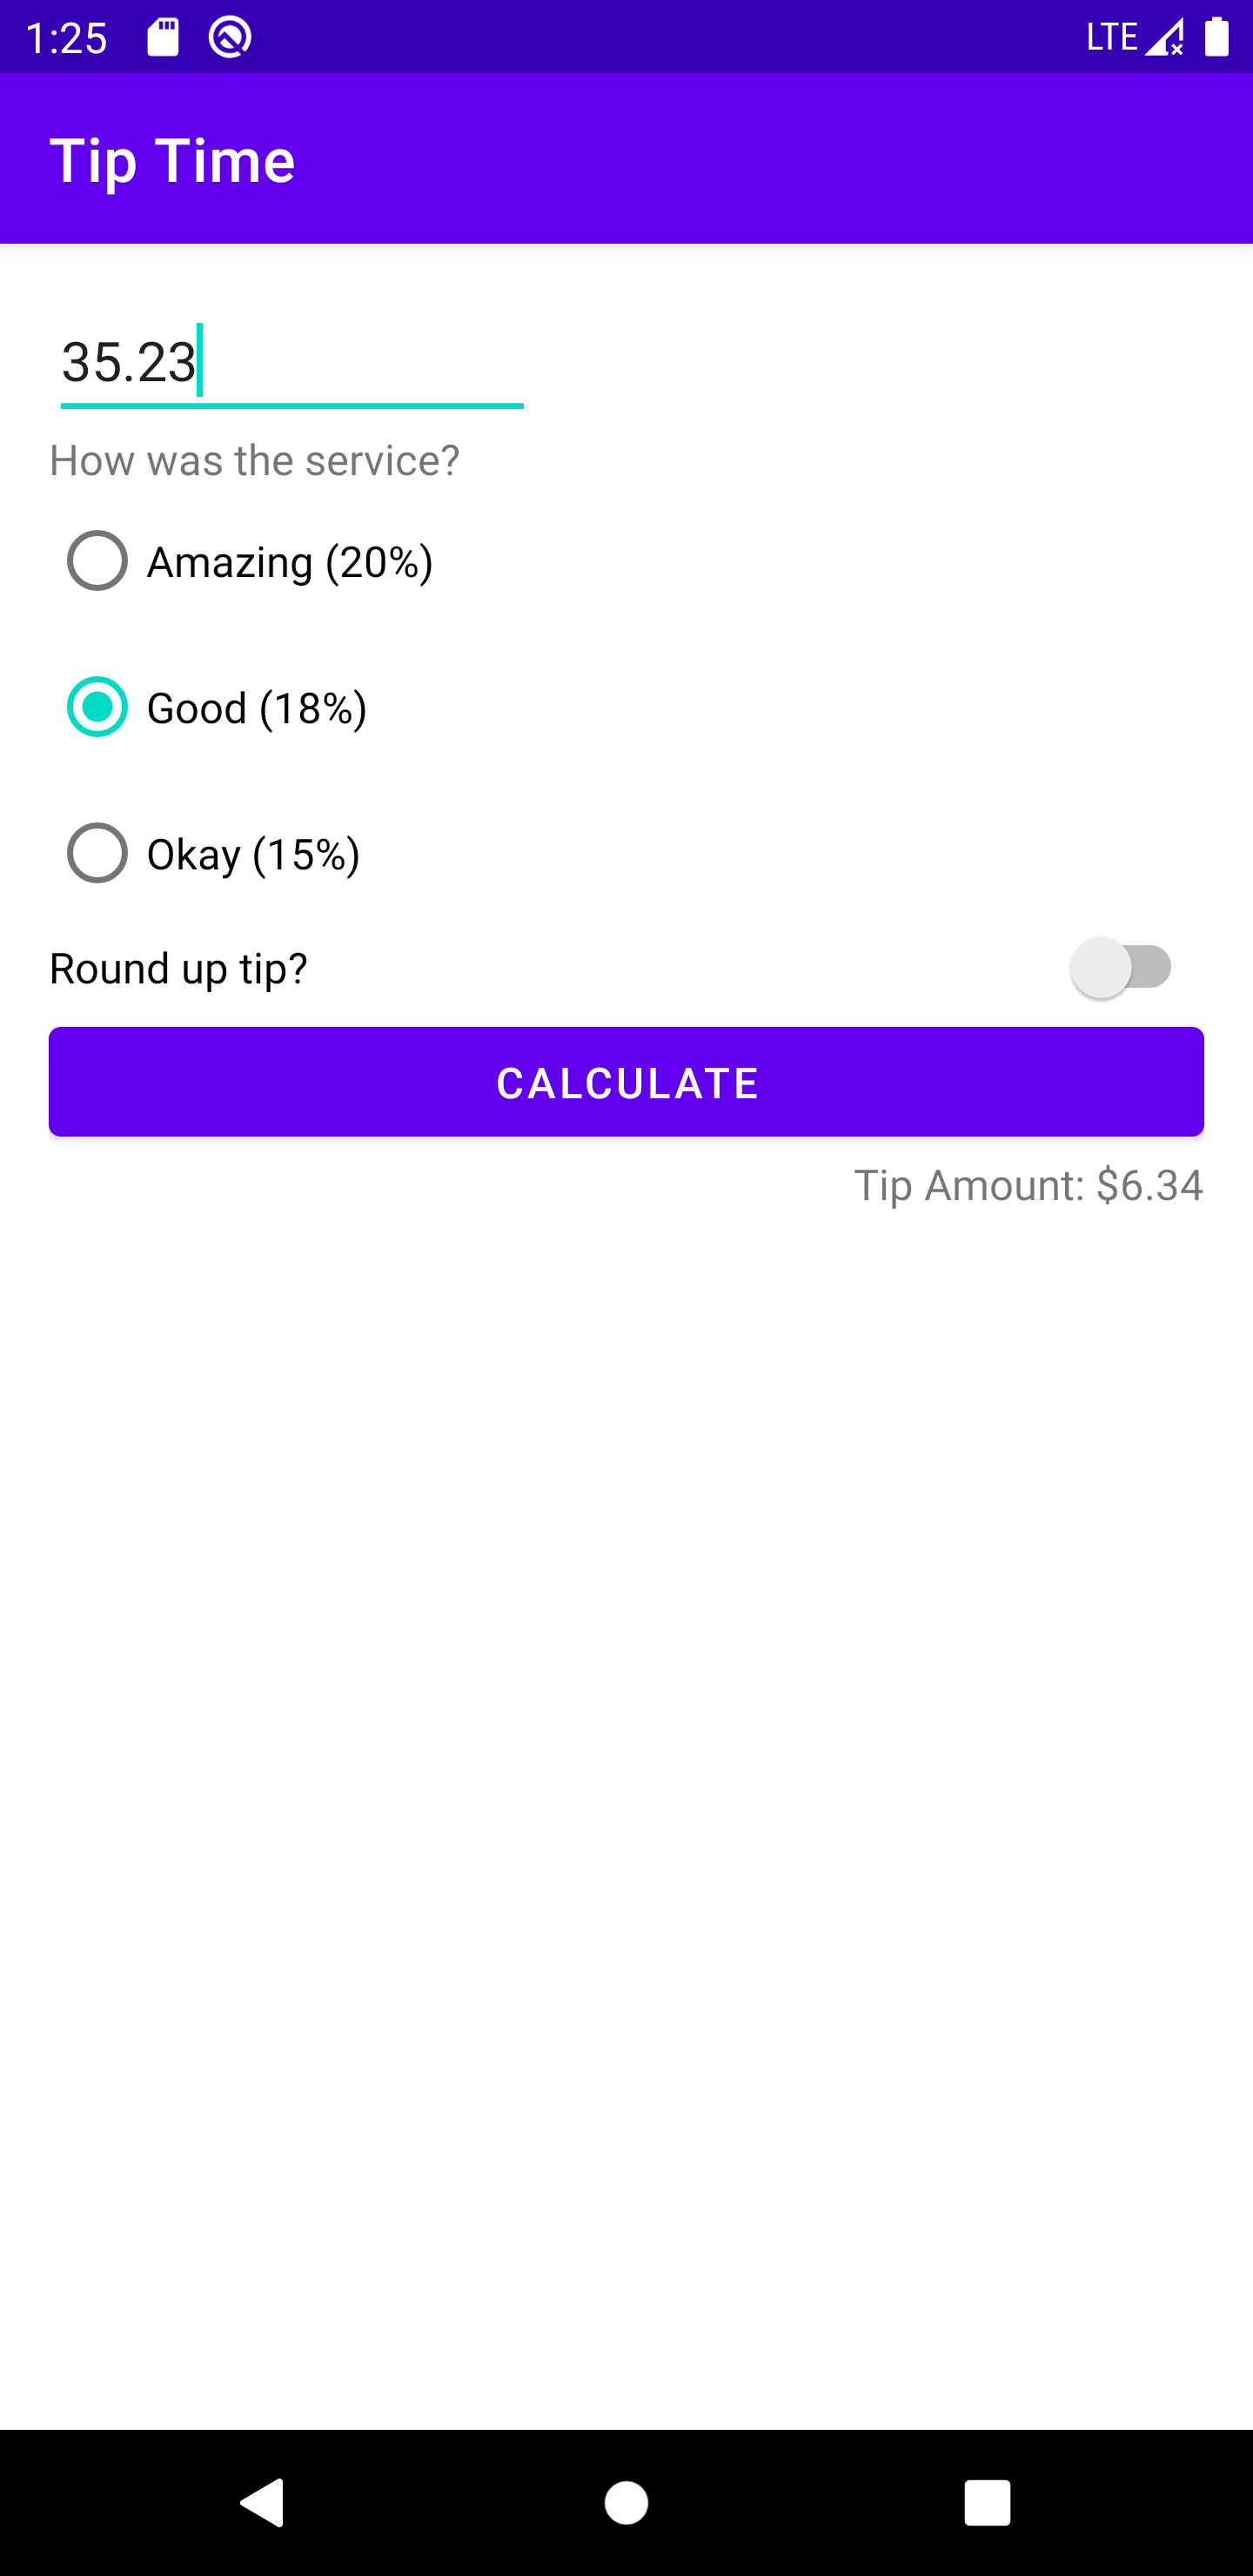 1:25 LTE
Tip Time
35.23
How was the service?
Amazing (20%)
Good (18%)
Okay (15%)
Round up tip?
CALCULATE
Tip Amount: $6.34